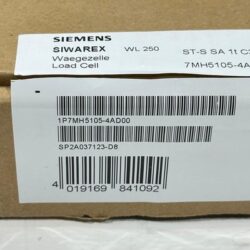 SIEMENS
SIWAREX WL 250 ST-S SA 1t C3
Waegezelle
Load Cell 7MH5105-4AD
1P7MH5105-4AD00
SP2A037123-D8
4 019169 841092